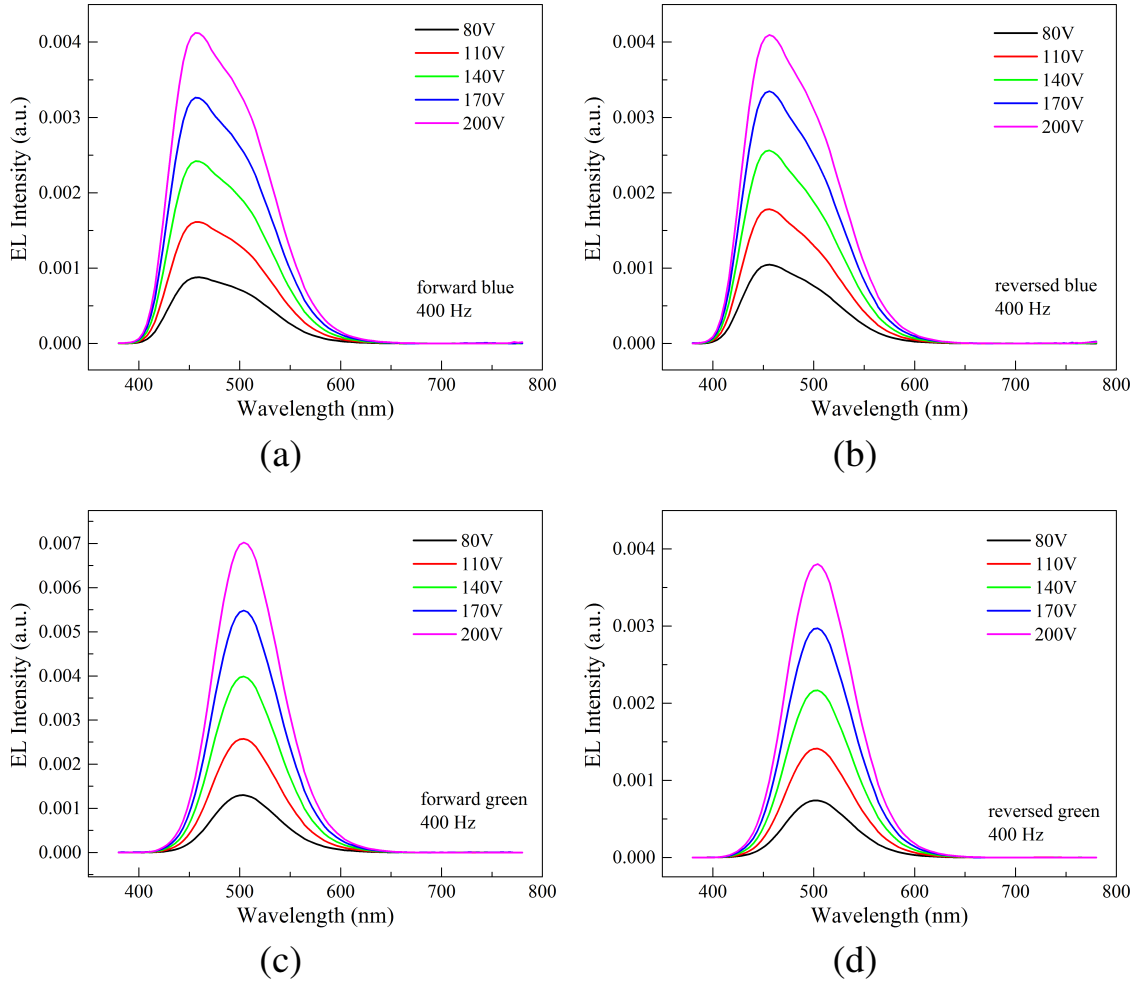 EL Intensity (a.u.)
0.004
0.003
0.002
0.001
0.000
80V
110V
140V
170V
200V
forward blue
400 Hz
400 500 600 700 800
Wavelength (nm)
(a)
EL Intensity (a.u.)
0.004
0.003
0.002
0.001
0.000
80V
110V
140V
170V
200V
reversed blue
400 Hz
400 500 600 700 800
Wavelength (nm)
(b)
EL Intensity (a.u.)
0.007
0.006
0.005
0.004
0.003
0.002
0.001
0.000
80V
110V
140V
170V
200V
forward green
400 Hz
400 500 600 700 800
Wavelength (nm)
(c)
EL Intensity (a.u.)
0.004
0.003
0.002
0.001
0.000
80V
110V
140V
170V
200V
reversed green
400 Hz
400 500 600 700 800
Wavelength (nm)
(d)